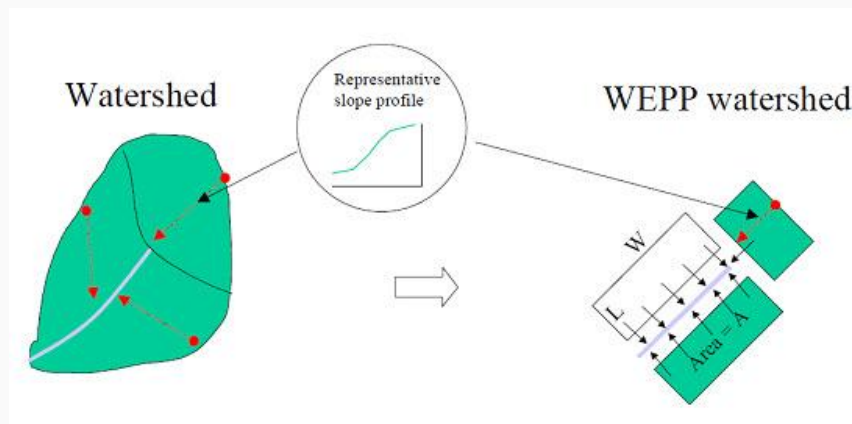 Watershed
Representative
slope profile
WEPP watershed
W
L
Area = A